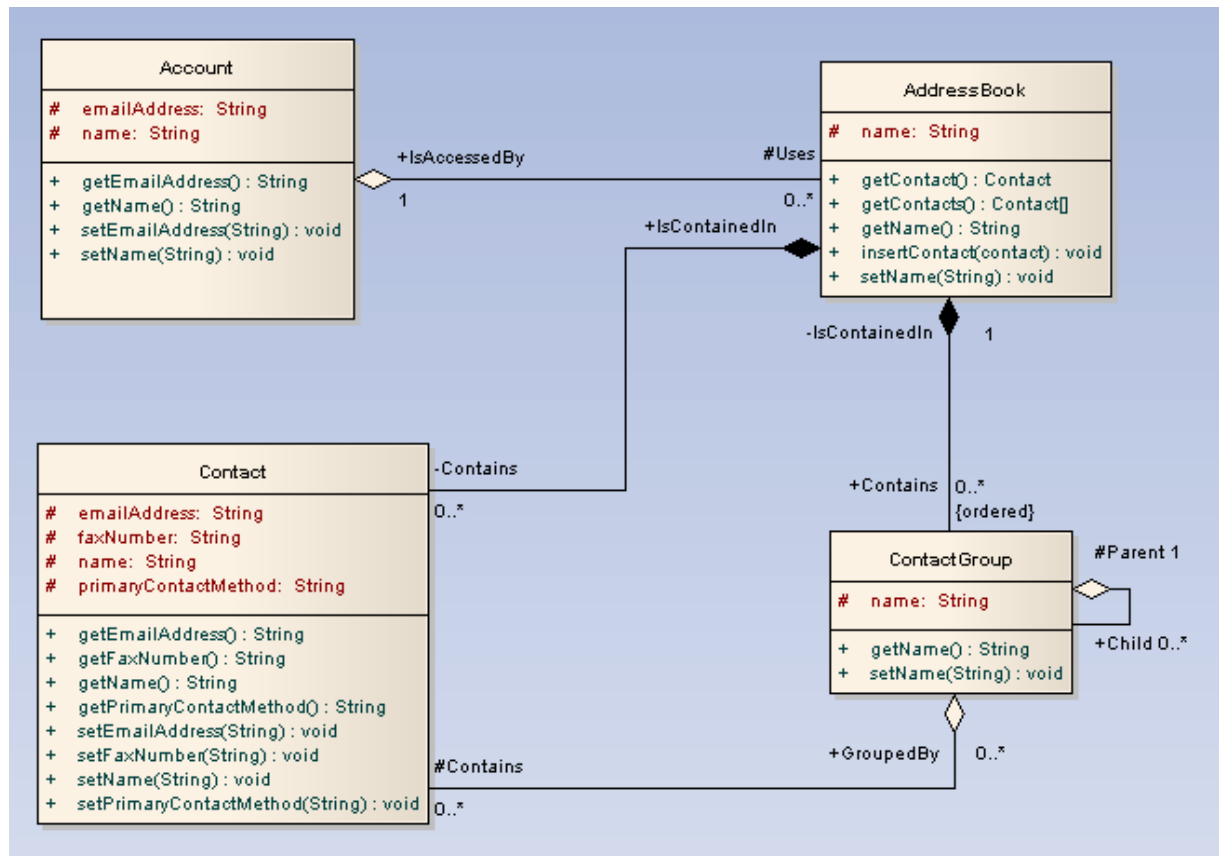 Account
# emailAddress: String
# name: String
+ getEmailAddress() : String
+ getName() : String
+ setEmailAddress(String) : void
+ setName(String) : void
+IsAccessedBy
1
#Uses
0..*
AddressBook
# name: String
+ getContact() : Contact
+ getContacts() : Contact[]
+ getName() : String
+ insertContact(contact) : void
+ setName(String) : void
+IsContainedIn
-IsContainedIn
1
Contact
# emailAddress: String
# faxNumber: String
# name: String
# primaryContactMethod: String
+ getEmailAddress() : String
+ getFaxNumber() : String
+ getName() : String
+ getPrimaryContactMethod() : String
+ setEmailAddress(String) : void
+ setFaxNumber(String) : void
+ setName(String) : void
+ setPrimaryContactMethod(String) : void
-Contains
0..*
+Contains
0..*
{ordered}
ContactGroup
# name: String
+ getName() : String
+ setName(String) : void
#Parent 1
+Child 0..*
+GroupedBy
0..*
#Contains
0..*